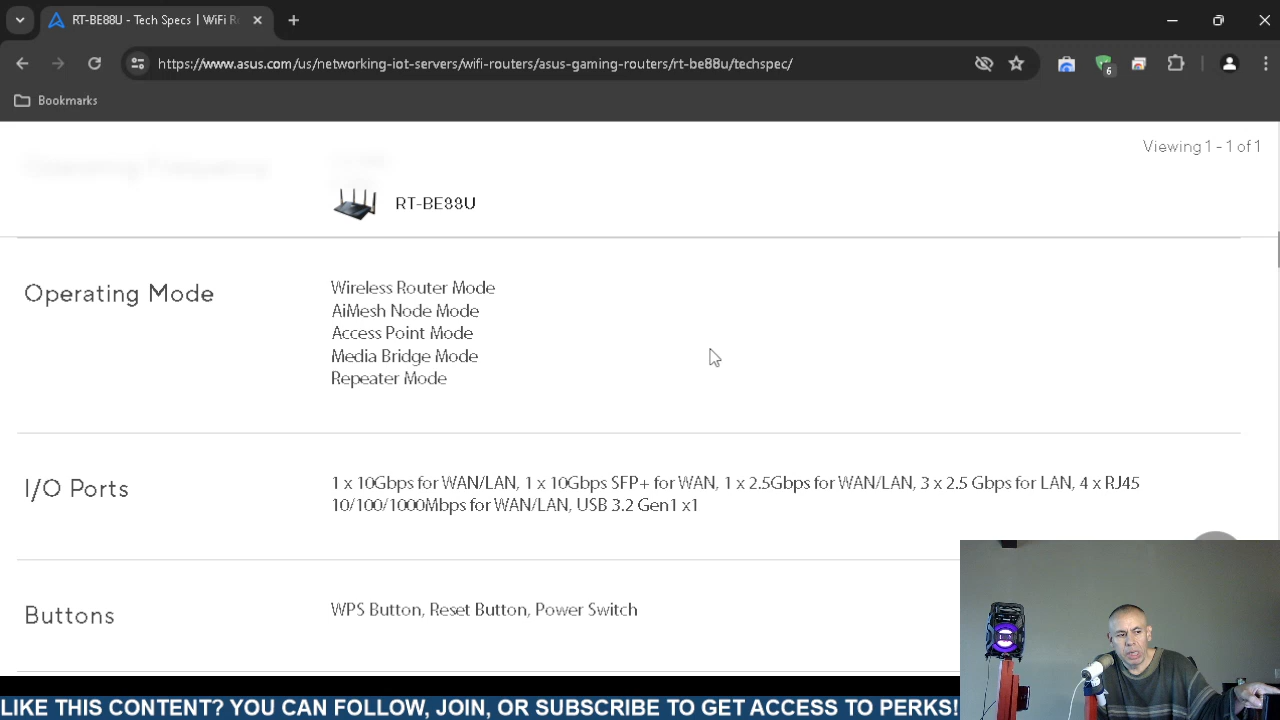 RT-BE88U - Tech Specs | WiFi R
https://www.asus.com/us/networking-iot-servers/wifi-routers/asus-gaming-routers/rt-be88u/techspec/
6
Bookmarks
Viewing 1 - 1 of 1
RT-BE88U
Operating Mode
Wireless Router Mode
AiMesh Node Mode
Access Point Mode
Media Bridge Mode
Repeater Mode
I/O Ports
1 x 10Gbps for WAN/LAN, 1 x 10Gbps SFP+ for WAN, 1 x 2.5Gbps for WAN/LAN, 3 x 2.5 Gbps for LAN, 4 x RJ45
10/100/1000Mbps for WAN/LAN, USB 3.2 Gen1 x1
Buttons
WPS Button, Reset Button, Power Switch
LIKE THIS CONTENT? YOU CAN FOLLOW, JOIN, OR SUBSCRIBE TO GET ACCESS TO PERKS!